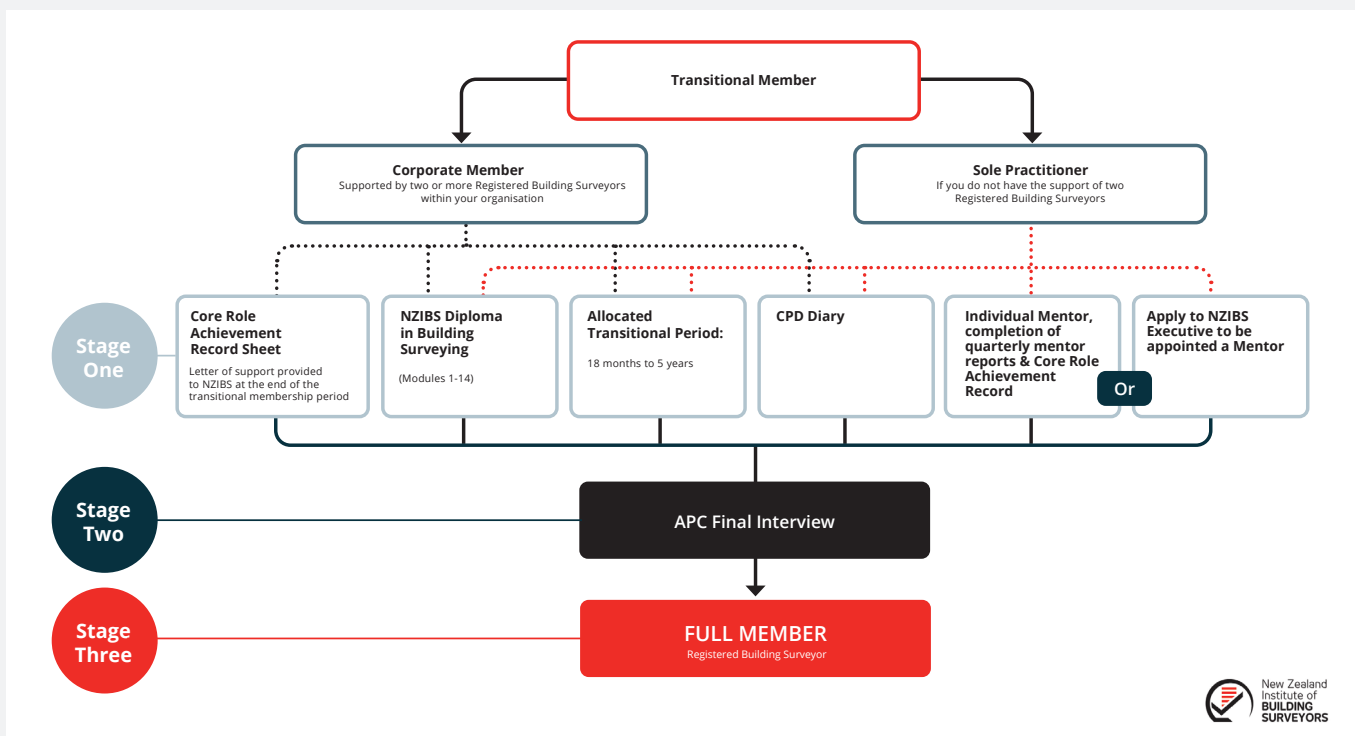 Transitional Member
Corporate Member
Supported by two or more Registered Building Surveyors
within your organisation
Sole Practitioner
If you do not have the support of two
Registered Building Surveyors
Stage
One
Core Role
Achievement
Record Sheet
Letter of support provided
to NZIBS at the end of the
transitional membership period
NZIBS Diploma
in Building
Surveying
(Modules 1-14)
Allocated
Transitional Period:
18 months to 5 years
CPD Diary
Individual Mentor,
completion of
quarterly mentor
reports & Core Role
Achievement
Record
Or
Apply to NZIBS
Executive to be
appointed a Mentor
Stage
Two
APC Final Interview
Stage
Three
FULL MEMBER
Registered Building Surveyor
New Zealand
Institute of
BUILDING
SURVEYORS